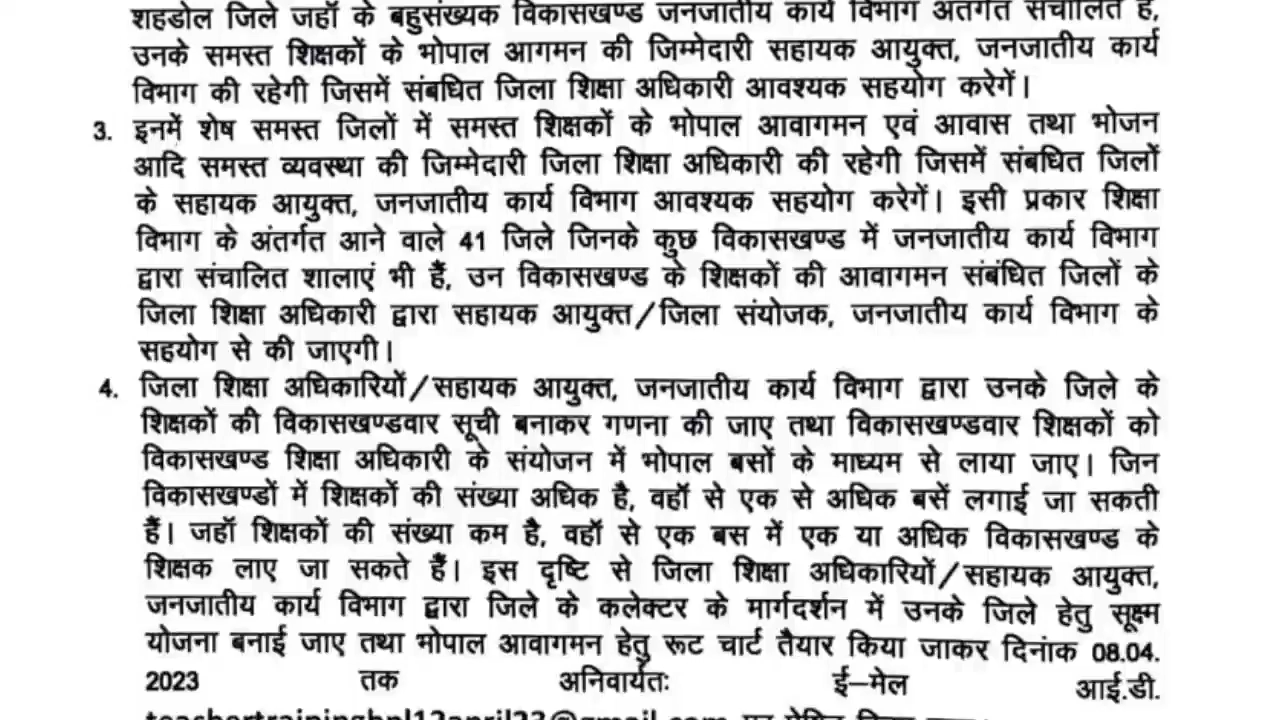 शहडोल जिले जहॉ के बहुसंख्यक विकासखण्ड जनजातीय कार्य विभाग अंतर्गत संचालित है,
उनके समस्त शिक्षकों के भोपाल आगमन की जिम्मेदारी सहायक आयुक्त, जनजातीय कार्य
विभाग की रहेगी जिसमें संबधित जिला शिक्षा अधिकारी आवश्यक सहयोग करेगें।
3. इनमें शेष समस्त जिलों में समस्त शिक्षकों के भोपाल आवागमन एवं आवास तथा भोजन
आदि समस्त व्यवस्था की जिम्मेदारी जिला शिक्षा अधिकारी की रहेगी जिसमें संबधित जिलों
के सहायक आयुक्त, जनजातीय कार्य विभाग आवश्यक सहयोग करेगें। इसी प्रकार शिक्षा
विभाग के अंतर्गत आने वाले 41 जिले जिनके कुछ विकासखण्ड में जनजातीय कार्य विभाग
द्वारा संचालित शालाएं भी हैं, उन विकासखण्ड के शिक्षकों की आवागमन संबंधित जिलों के
जिला शिक्षा अधिकारी द्वारा सहायक आयुक्त/जिला संयोजक, जनजातीय कार्य विभाग के
सहयोग से की जाएगी।
4. जिला शिक्षा अधिकारियों/सहायक आयुक्त, जनजातीय कार्य विभाग द्वारा उनके जिले के
शिक्षकों की विकासखण्डवार सूची बनाकर गणना की जाए तथा विकासखण्डवार शिक्षकों को
विकासखण्ड शिक्षा अधिकारी के संयोजन में भोपाल बसों के माध्यम से लाया जाए। जिन
विकासखण्डों में शिक्षकों की संख्या अधिक है, वहॉ से एक से अधिक बसें लगाई जा सकती
हैं। जहॉ शिक्षकों की संख्या कम है, वहॉ से एक बस में एक या अधिक विकासखण्ड के
शिक्षक लाए जा सकते हैं। इस दृष्टि से जिला शिक्षा अधिकारियों/सहायक आयुक्त,
जनजातीय कार्य विभाग द्वारा जिले के कलेक्टर के मार्गदर्शन में उनके जिले हेतु सूक्ष्म
योजना बनाई जाए तथा भोपाल आवागमन हेतु रूट चार्ट तैयार किया जाकर दिनांक 08.04.
2023 तक अनिवार्यतः ई–मेल आई.डी.
teachertrainingbpl12april23@gmail.com पर प्रेषित किया